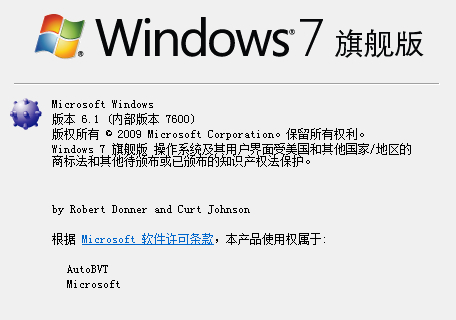 Windows 7 旗舰版
Microsoft Windows
版本 6.1 (内部版本 7600)
版权所有 © 2009 Microsoft Corporation。保留所有权利。
Windows 7 旗舰版 操作系统及其用户界面受美国和其他国家/地区的
商标法和其他待颁布或已颁布的知识产权法保护。
by Robert Donner and Curt Johnson
根据 Microsoft 软件许可条款，本产品使用权属于:
AutoBVT
Microsoft